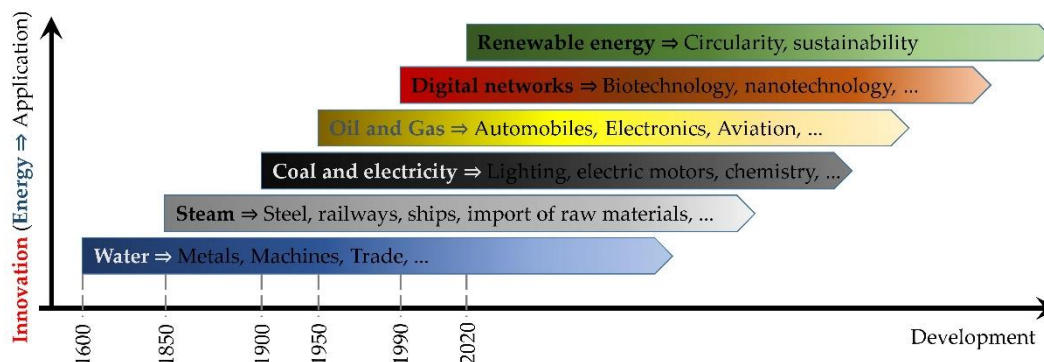 Innovation (Energy ⇒ Application)
Renewable energy ⇒ Circularity, sustainability
Digital networks ⇒ Biotechnology, nanotechnology, ...
Oil and Gas ⇒ Automobiles, Electronics, Aviation, ...
Coal and electricity ⇒ Lighting, electric motors, chemistry, ...
Steam ⇒ Steel, railways, ships, import of raw materials, ...
Water ⇒ Metals, Machines, Trade, ...
1600
1850
1900
1950
1990
2020
Development